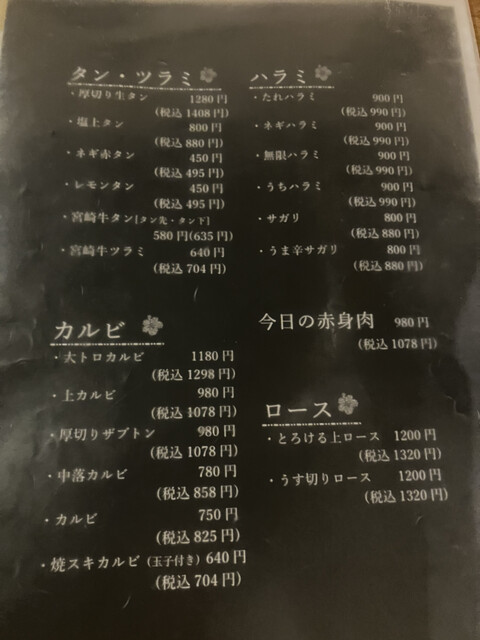 タン・ツラミ
・厚切り生タン 1280円
(税込 1408円)
・塩上タン 800円
(税込 880円)
・ネギ赤タン 450円
(税込 495円)
・レモンタン 450円
(税込 495円)
・宮崎牛タン[タン先・タンド]
580円(635円)
・宮崎牛ツラミ 640円
(税込 704円)
カルビ
・大トロカルビ 1180円
(税込 1298円)
・上カルビ 980円
(税込 1078円)
・厚切りザブトン 980円
(税込 1078円)
・中落カルビ 780円
(税込 858円)
・カルビ 750円
(税込 825円)
・焼スキカルビ (玉子付き) 640円
(税込 704円)
ハラミ
・たれハラミ 900円
(税込 990円)
・ネギハラミ 900円
(税込 990円)
・無限ハラミ 900円
(税込 990円)
・うちハラミ 900円
(税込 990円)
・サガリ 800円
(税込 880円)
・うま辛サガリ 800円
(税込 880円)
今日の赤身肉 980円
(税込 1078円)
ロース
・とろける上ロース 1200円
(税込 1320円)
・うす切りロース 1200円
(税込 1320円)